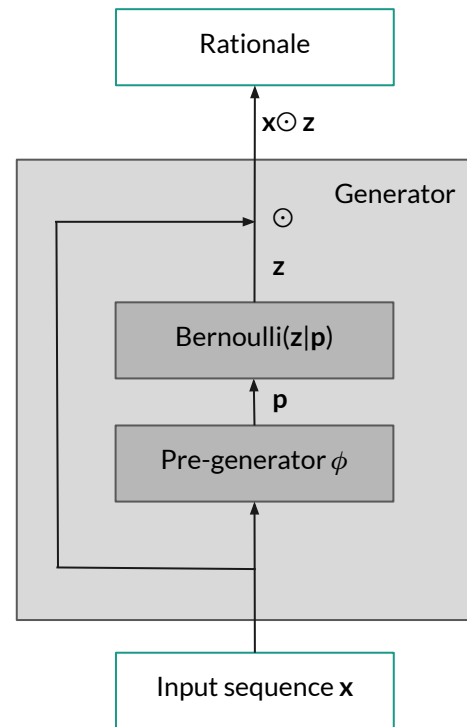 Rationale
x⊙ z
Generator
⊙
z
Bernoulli(z|p)
p
Pre-generator ϕ
Input sequence x